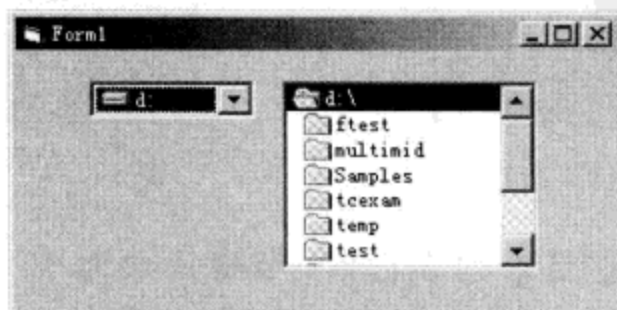 Form1
d:
d:\
ftest
multimid
Samples
tcexam
temp
test